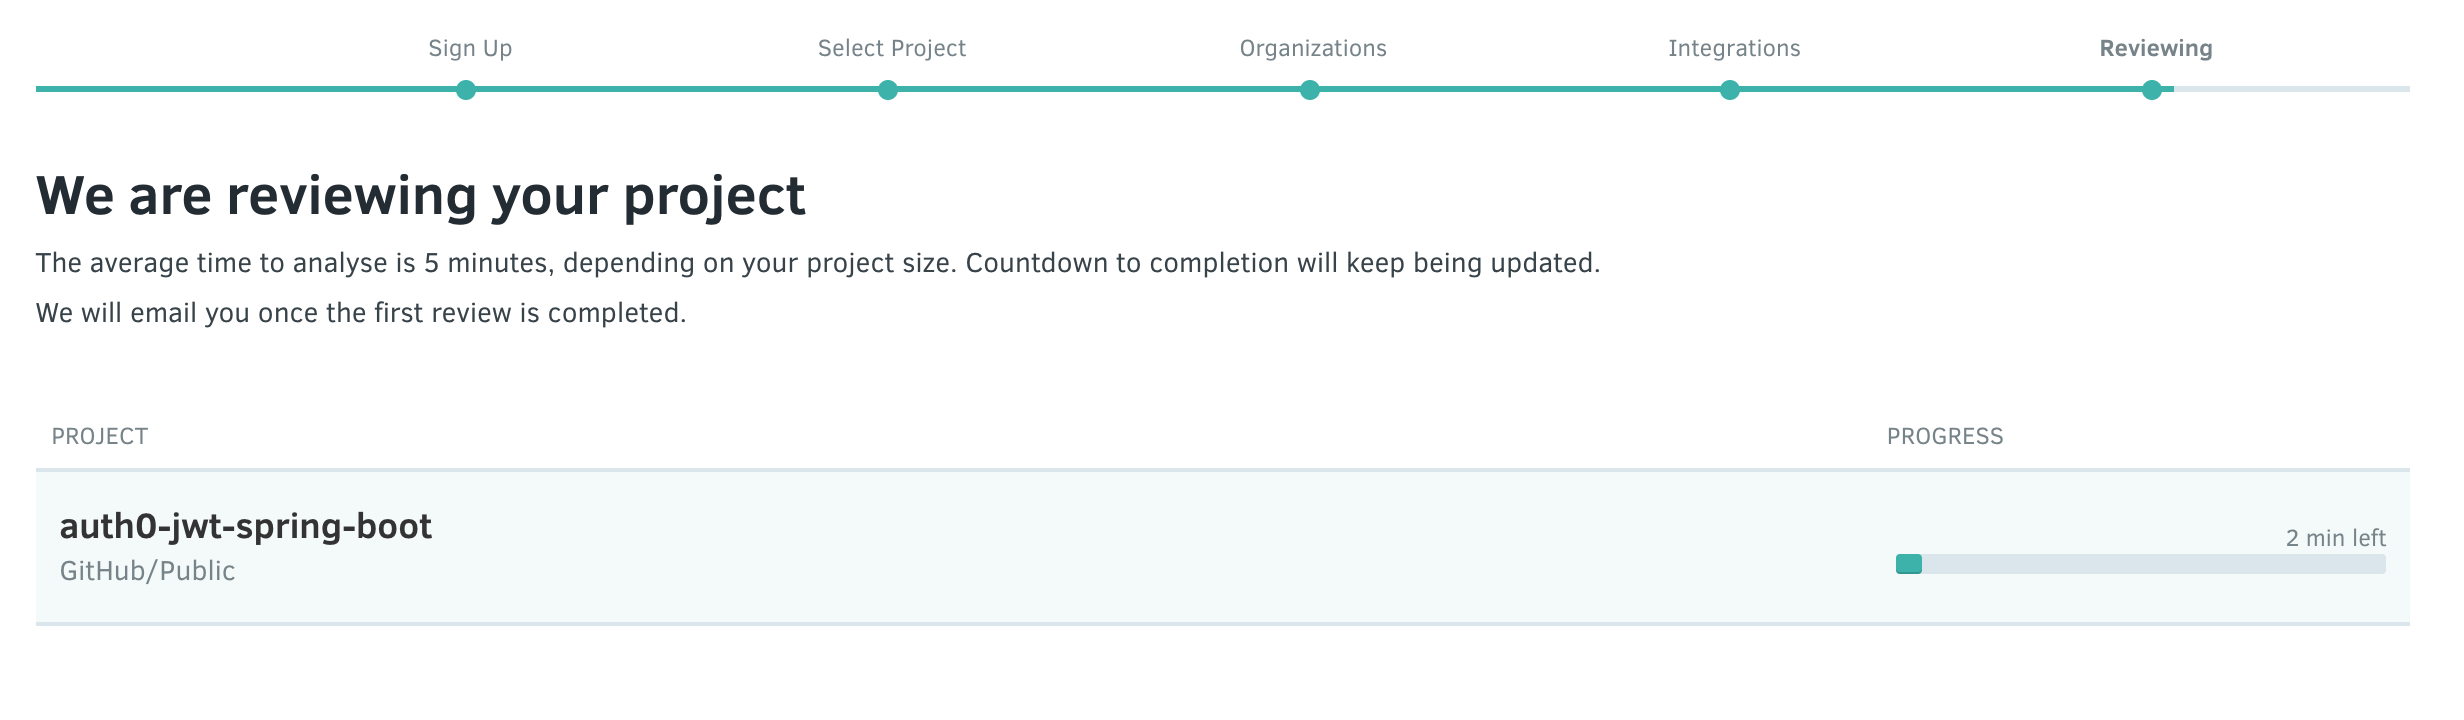 Sign Up
Select Project
Organizations
Integrations
Reviewing
We are reviewing your project
The average time to analyse is 5 minutes, depending on your project size. Countdown to completion will keep being updated.
We will email you once the first review is completed.
PROJECT
PROGRESS
auth0-jwt-spring-boot
2 min left
GitHub/Public